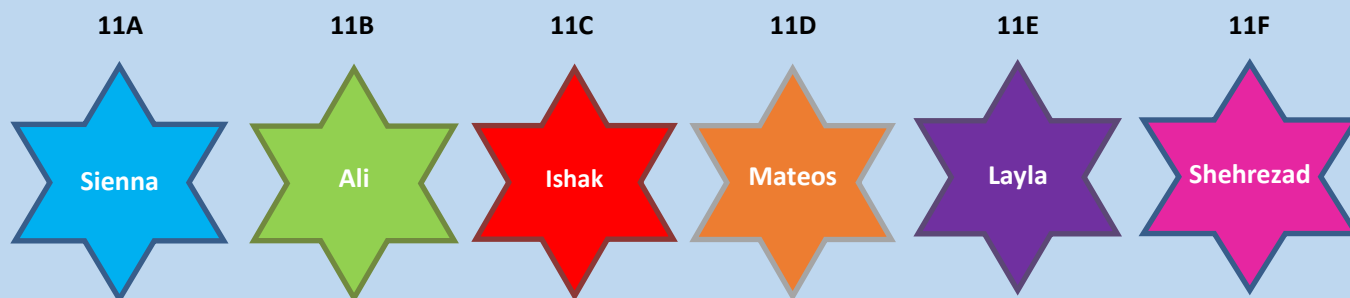 11A 11B 11C 11D 11E 11F
Sienna Ali Ishak Mateos Layla Shehrezad